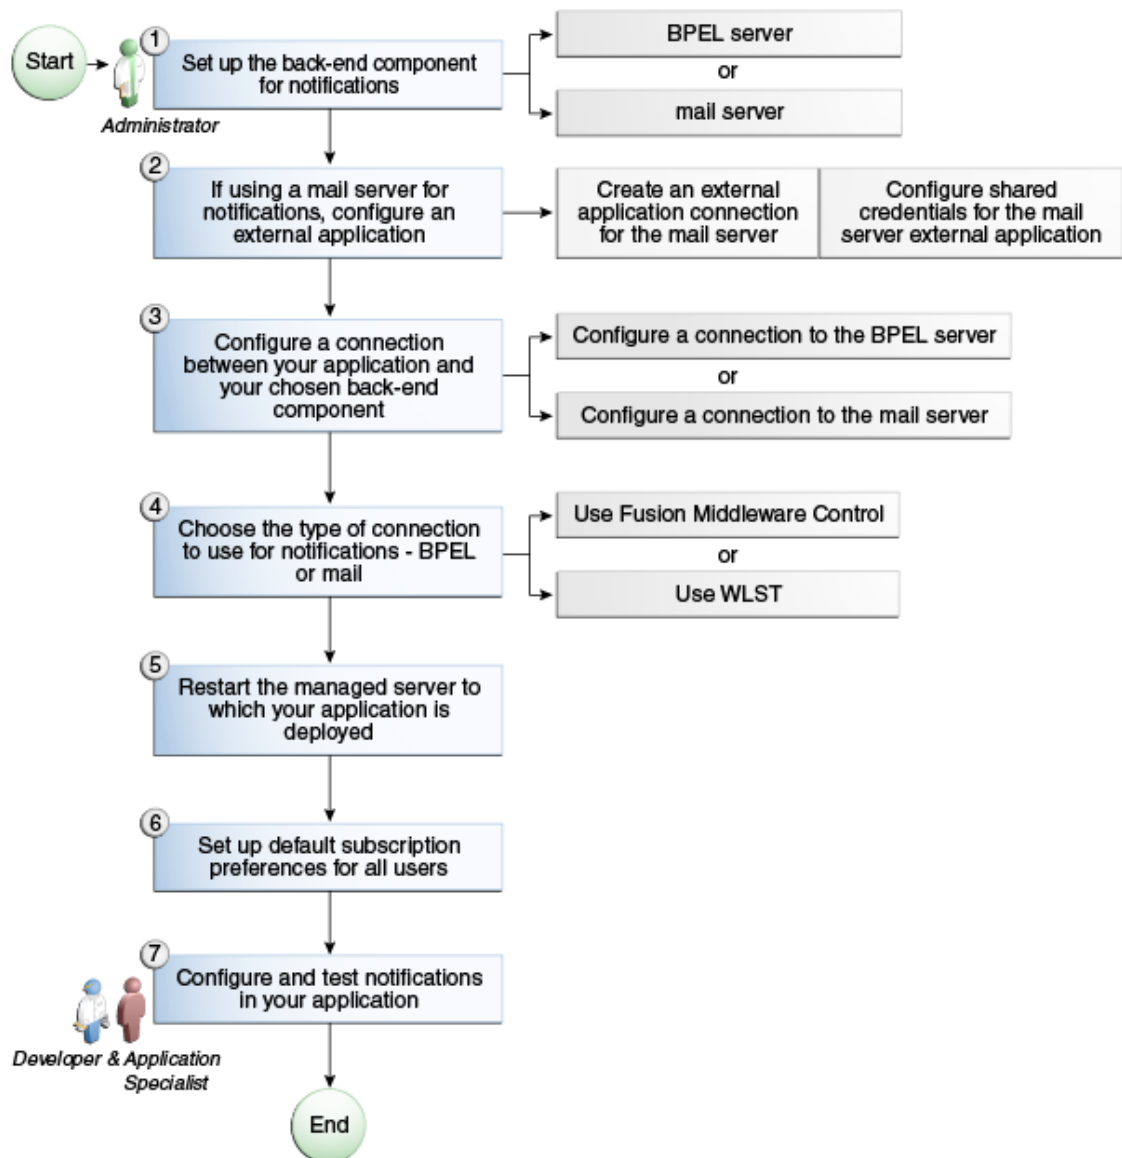 Start
1
Set up the back-end component
for notifications
Administrator
BPEL server
or
mail server
2
If using a mail server for
notifications, configure an
external application
Create an external
application connection
for the mail server
Configure shared
credentials for the mail
server external application
3
Configure a connection
between your application and
your chosen back-end
component
Configure a connection to the BPEL server
or
Configure a connection to the mail server
4
Choose the type of connection
to use for notifications - BPEL
or mail
Use Fusion Middleware Control
or
Use WLST
5
Restart the managed server to
which your application is
deployed
6
Set up default subscription
preferences for all users
7
Configure and test notifications
in your application
Developer & Application
Specialist
End